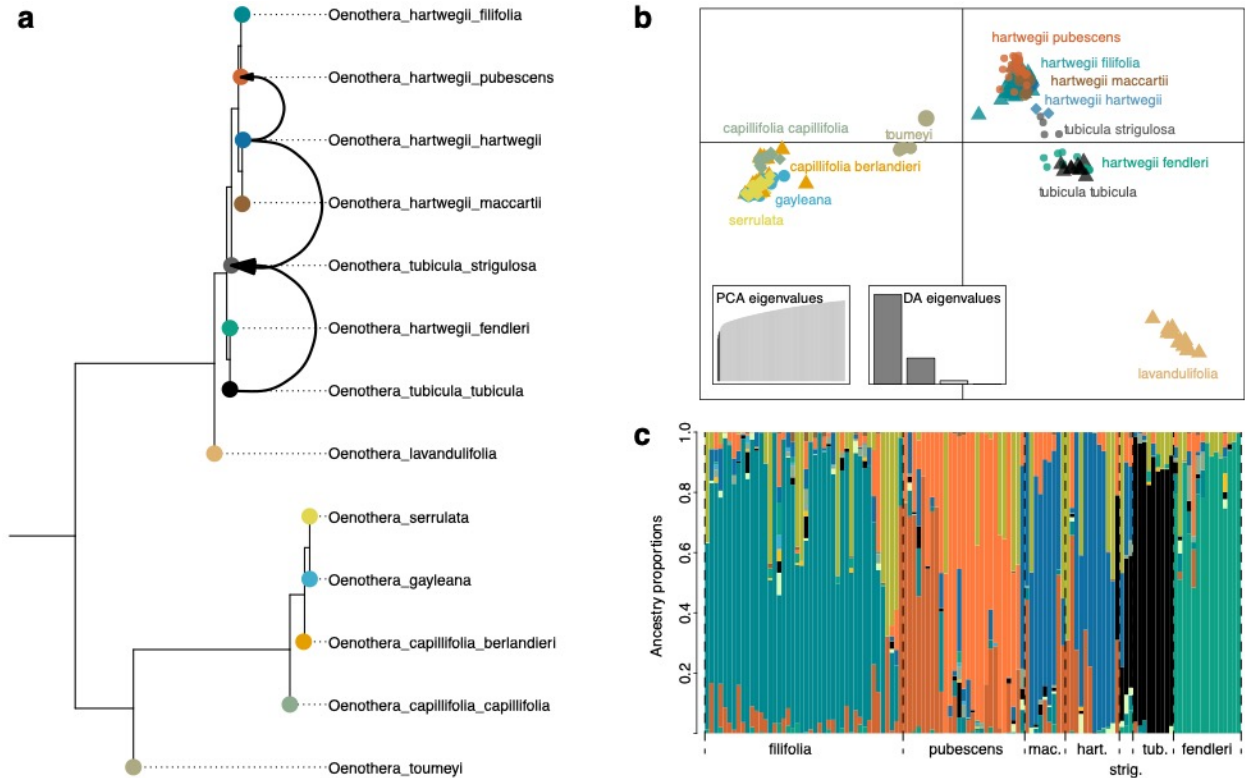 a
Oenothera_hartwegii_filifolia
Oenothera_hartwegii_pubescens
Oenothera_hartwegii_hartwegii
Oenothera_hartwegii_maccartii
Oenothera_tubicula_strigulosa
Oenothera_hartwegii_fendleri
Oenothera_tubicula_tubicula
Oenothera_lavandulifolia
Oenothera_serrulata
Oenothera_gayleana
Oenothera_capillifolia_berlandieri
Oenothera_capillifolia_capillifolia
Oenothera_toumeyi
b
hartwegii pubescens
hartwegii filifolia
hartwegii maccartii
hartwegii hartwegii
tubicula strigulosa
capillifolia capillifolia
toumeyi
capillifolia berlandieri
hartwegii fendleri
gayleana
tubicula tubicula
serrulata
PCA eigenvalues
DA eigenvalues
lavandulifolia
c
Ancestry proportions
1.0
0.8
0.6
0.4
0.2
filifolia
pubescens
mac.
hart.
strig.
tub.
fendleri